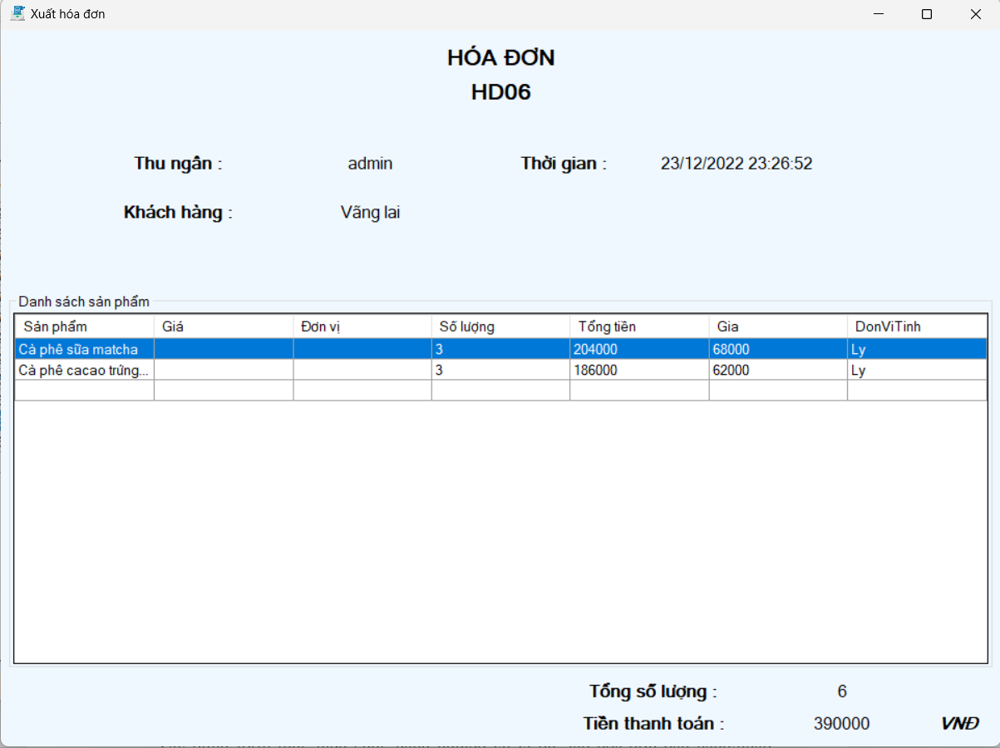 Xuất hóa đơn
HÓA ĐƠN
HD06
Thu ngân : admin Thời gian : 23/12/2022 23:26:52
Khách hàng : Vãng lai
Danh sách sản phẩm
Sản phẩm Giá Đơn vị Số lượng Tổng tiền Gia DonViTinh
Cà phê sữa matcha 3 204000 68000 Ly
Cà phê cacao trứng... 3 186000 62000 Ly
Tổng số lượng : 6
Tiền thanh toán : 390000 VNĐ